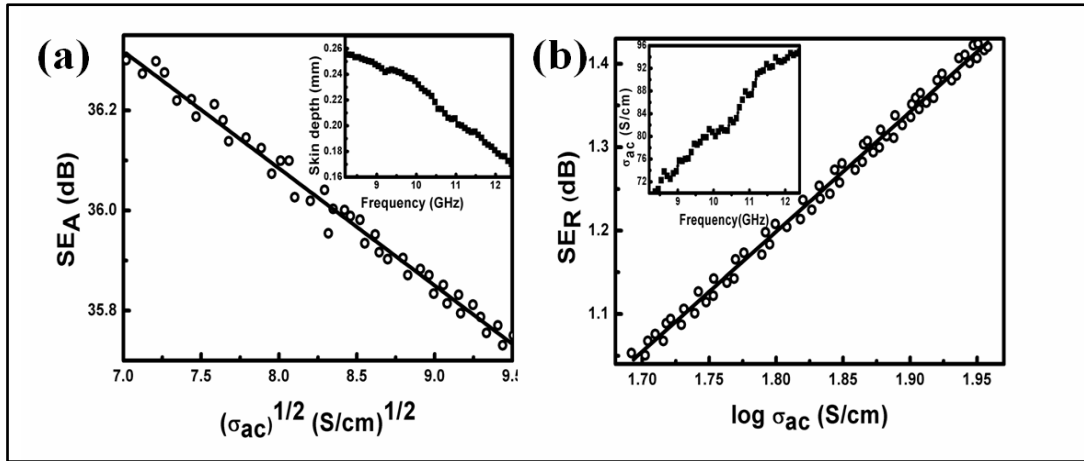 (a)
36.2
36.0
35.8
SEA (dB)
7.0 7.5 8.0 8.5 9.0 9.5
(σac)1/2 (S/cm)1/2
0.26
0.24
0.22
0.20
0.18
0.16
Skin depth (mm)
9 10 11 12
Frequency (GHz)
(b)
1.4
1.3
1.2
1.1
SER (dB)
1.70 1.75 1.80 1.85 1.90 1.95
log σac (S/cm)
96
92
88
84
80
76
72
σac (S/cm)
9 10 11 12
Frequency(GHz)